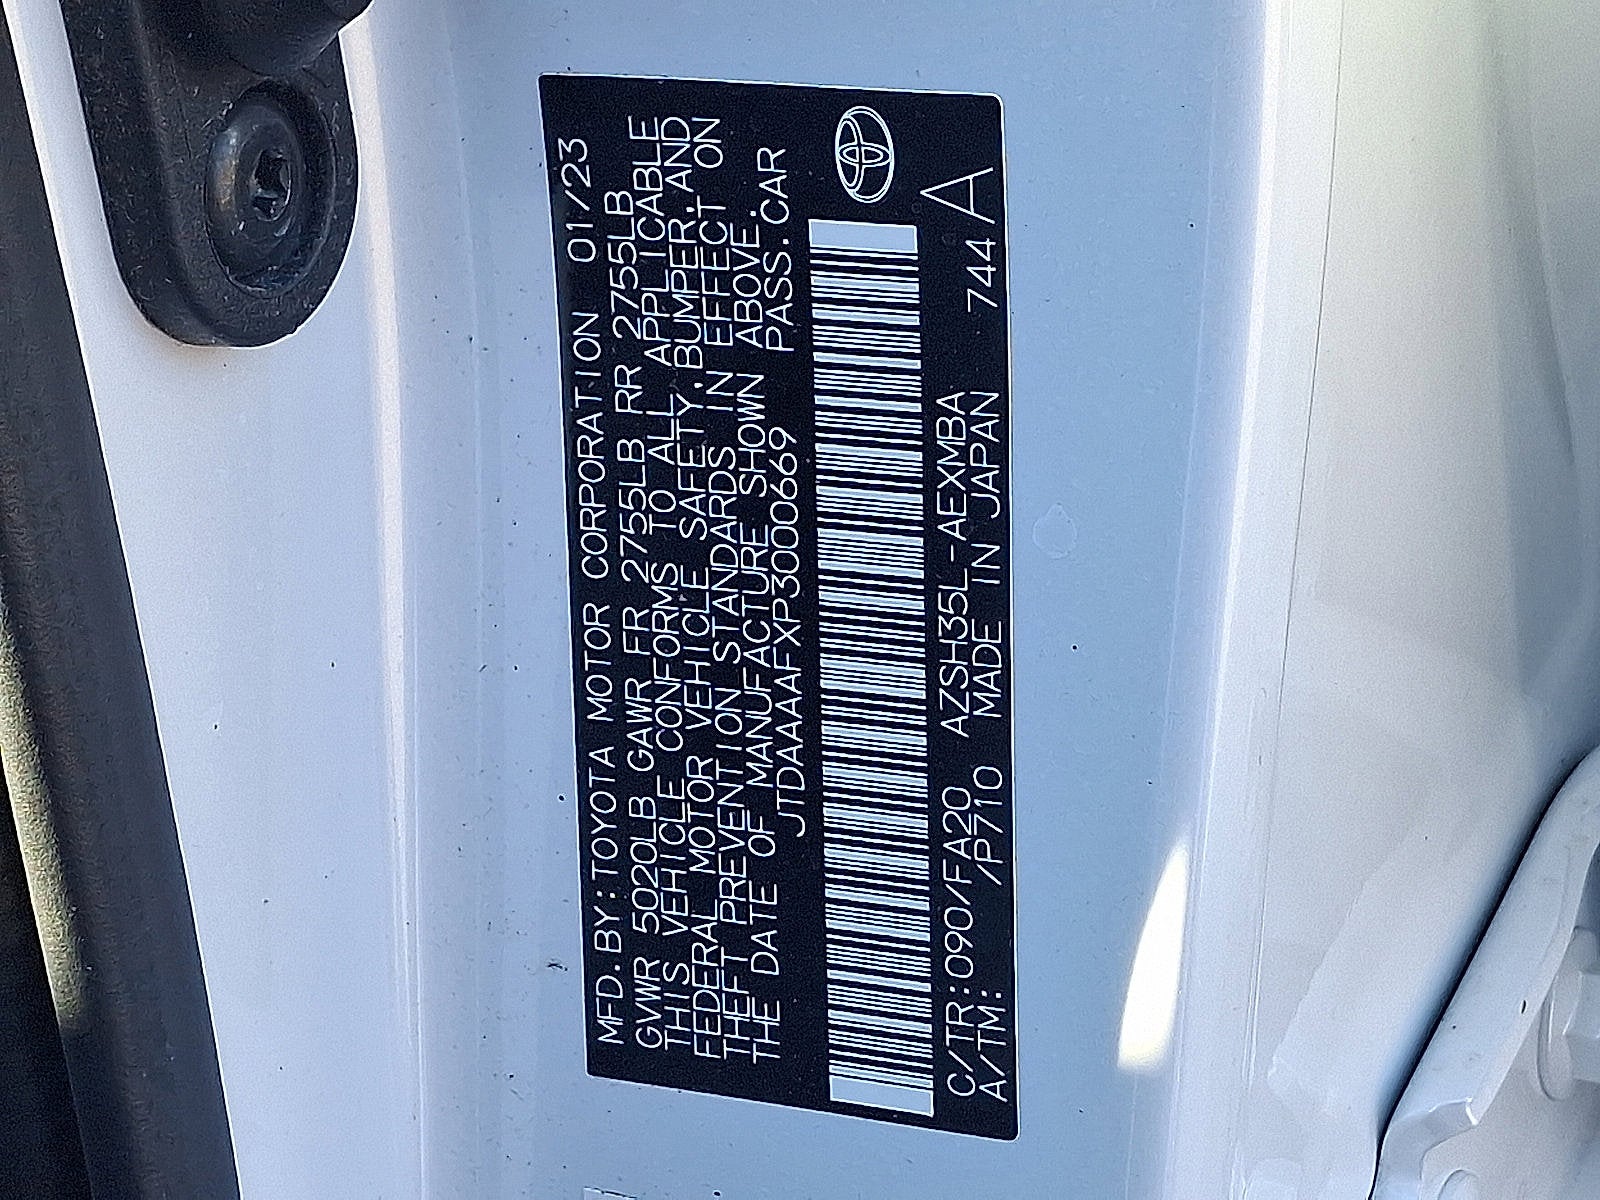 MFD.BY:TOYOTA MOTOR CORPORATION 01/23
GVWR 5020LB GAWR FR 2755LB RR 2755LB
THIS VEHICLE CONFORMS TO ALL APPLICABLE
FEDERAL MOTOR VEHICLE SAFETY,BUMPER,AND
THEFT PREVENTION STANDARDS IN EFFECT ON
THE DATE OF MANUFACTURE SHOWN ABOVE.
JTDAAAAFXP3000669 PASS.CAR
C/TR:090/FA20 AZSH35L-AEXMBA 744 A
A/TM: /P710 MADE IN JAPAN